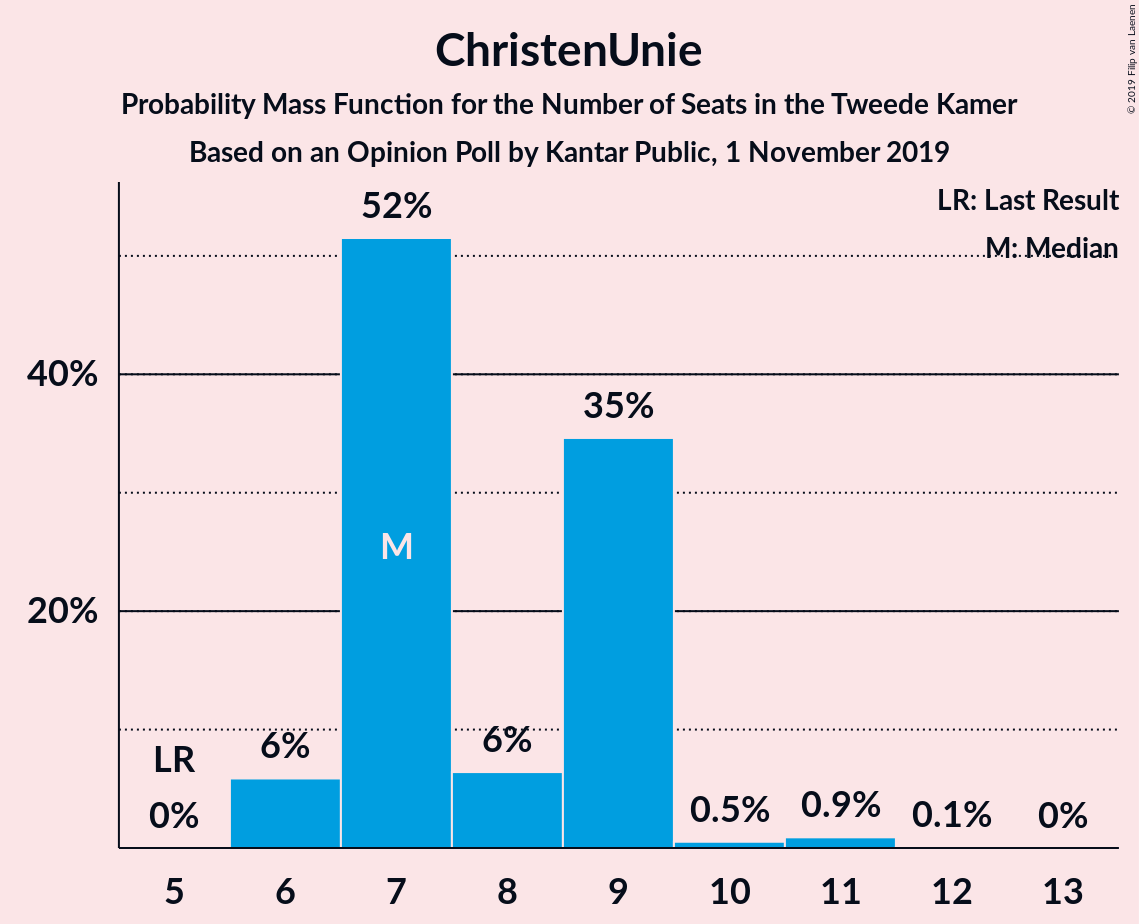 ChristenUnie
Probability Mass Function for the Number of Seats in the Tweede Kamer
Based on an Opinion Poll by Kantar Public, 1 November 2019
© 2019 Filip van Laenen
LR: Last Result
M: Median
52%
40%
35%
M
20%
LR
0%
6%
6%
0.5%
0.9%
0.1%
0%
5 6 7 8 9 10 11 12 13